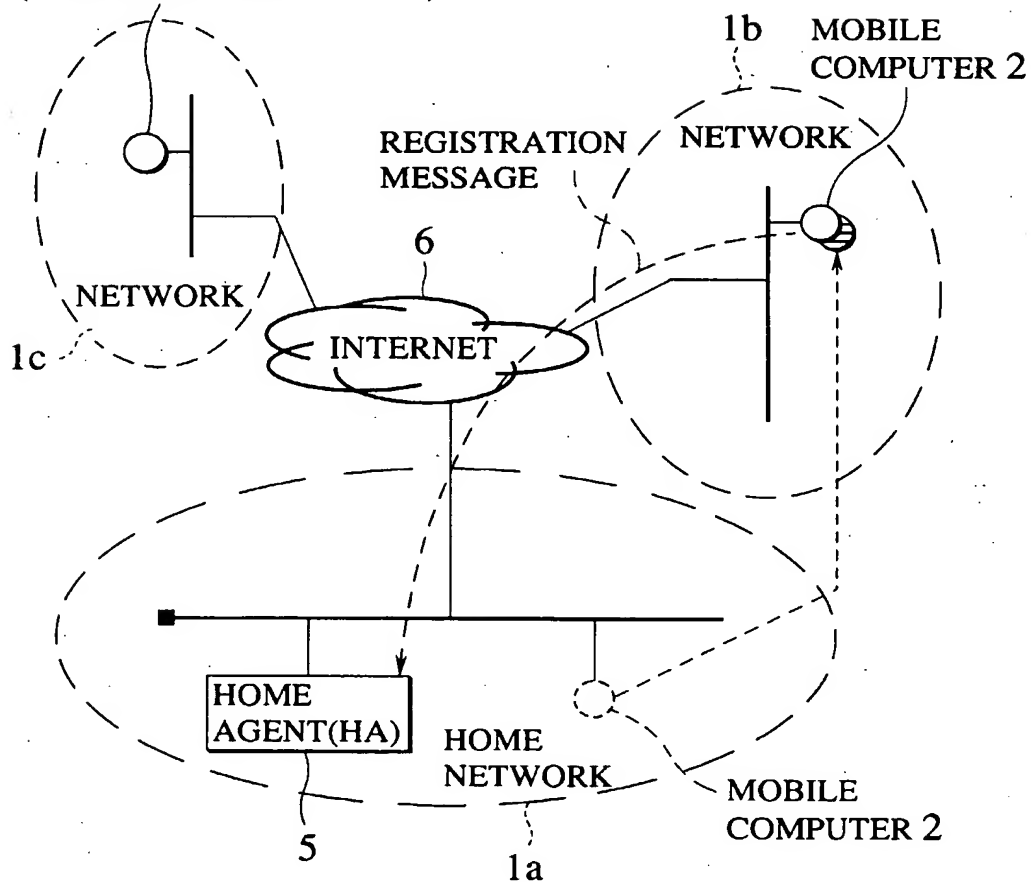 1b
MOBILE
COMPUTER 2
NETWORK
REGISTRATION
MESSAGE
6
NETWORK
1c
INTERNET
HOME
AGENT(HA)
HOME
NETWORK
5
1a
MOBILE
COMPUTER 2